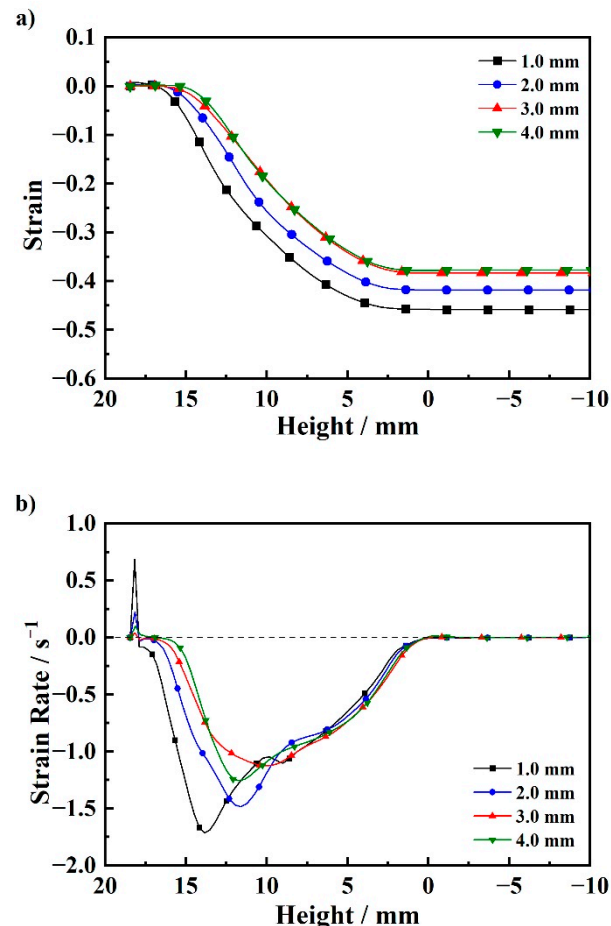 a)
0.1
0.0
−0.1
−0.2
−0.3
−0.4
−0.5
−0.6
Strain
1.0 mm
2.0 mm
3.0 mm
4.0 mm
20 15 10 5 0 −5 −10
Height / mm
b)
1.0
0.5
0.0
−0.5
−1.0
−1.5
−2.0
Strain Rate / s⁻¹
1.0 mm
2.0 mm
3.0 mm
4.0 mm
20 15 10 5 0 −5 −10
Height / mm